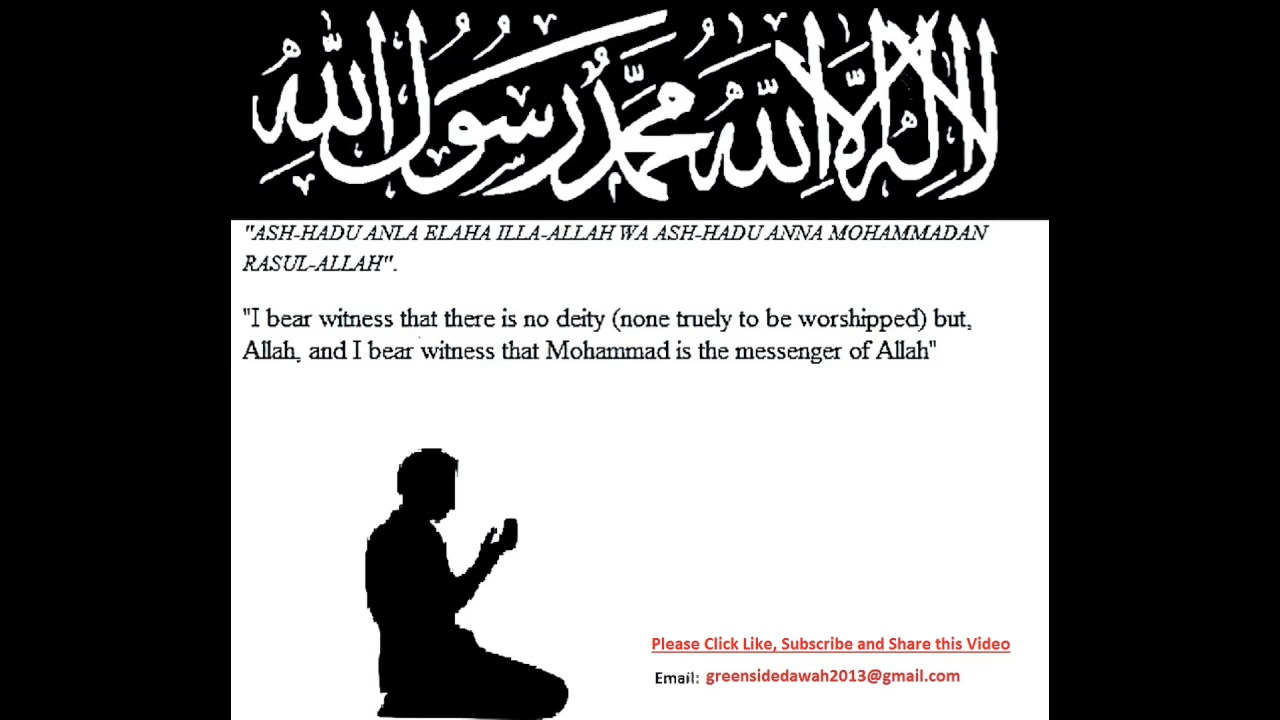 لا إله إلا الله محمد رسول الله
"ASH-HADU ANLA ELAHA ILLA-ALLAH WA ASH-HADU ANNA MOHAMMADAN
RASUL-ALLAH".
"I bear witness that there is no deity (none truely to be worshipped) but,
Allah, and I bear witness that Mohammad is the messenger of Allah"
Please Click Like, Subscribe and Share this Video
Email: greensidedawah2013@gmail.com